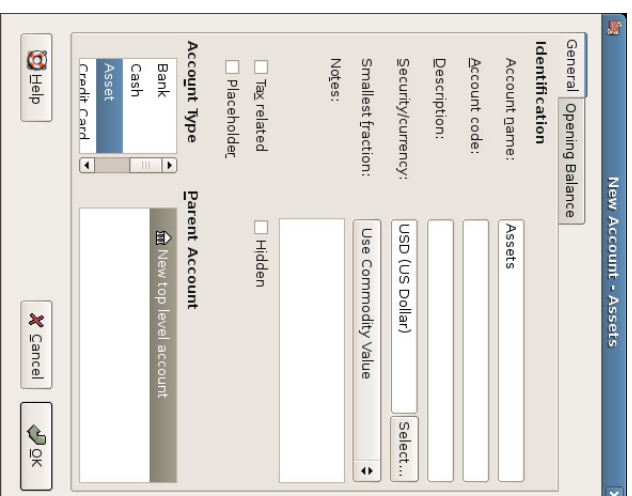 New Account - Assets
General Opening Balance
Identification
Account name: Assets
Account code:
Description:
Security/currency: USD (US Dollar) Select...
Smallest fraction: Use Commodity Value
Notes:
Tax related Hidden
Placeholder
Account Type Parent Account
Bank New top level account
Cash
Asset
Credit Card
Help Cancel OK